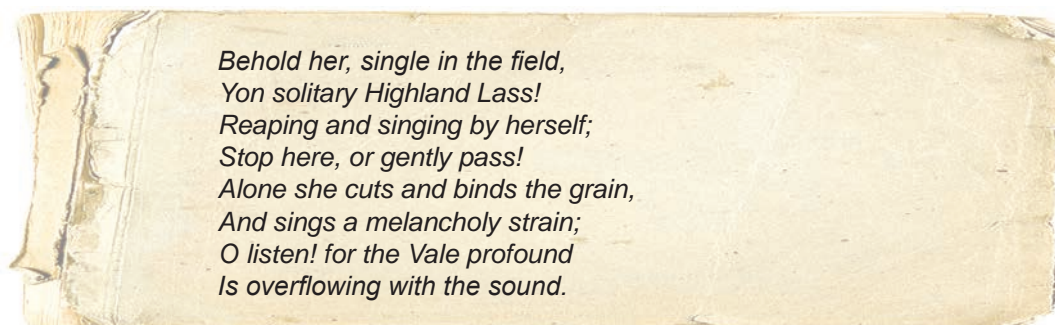 Behold her, single in the field,
Yon solitary Highland Lass!
Reaping and singing by herself;
Stop here, or gently pass!
Alone she cuts and binds the grain,
And sings a melancholy strain;
O listen! for the Vale profound
Is overflowing with the sound.